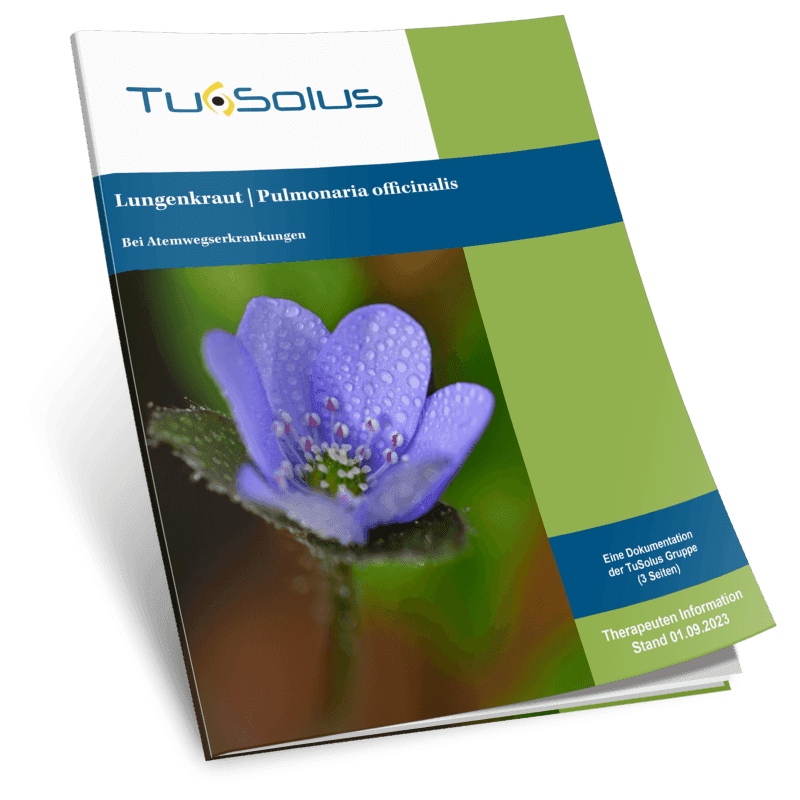 TuSolus
Lungenkraut | Pulmonaria officinalis
Bei Atemwegserkrankungen
Eine Dokumentation
der TuSolus Gruppe
(3 Seiten)
Therapeuten Information
Stand 01.09.2023